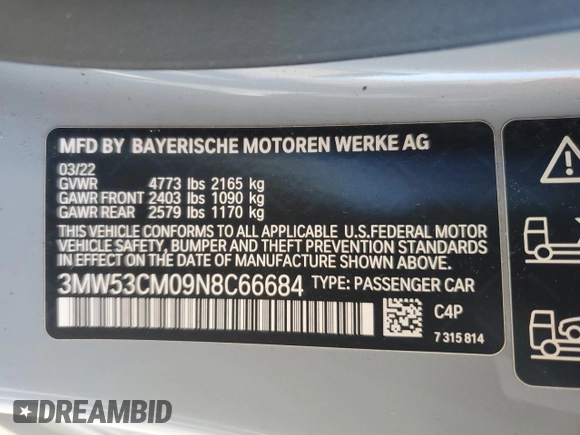 MFD BY BAYERISCHE MOTOREN WERKE AG
03/22
GVWR 4773 lbs 2165 kg
GAWR FRONT 2403 lbs 1090 kg
GAWR REAR 2579 lbs 1170 kg
THIS VEHICLE CONFORMS TO ALL APPLICABLE U.S.FEDERAL MOTOR
VEHICLE SAFETY, BUMPER AND THEFT PREVENTION STANDARDS
IN EFFECT ON THE DATE OF MANUFACTURE SHOWN ABOVE.
3MW53CM09N8C66684 TYPE: PASSENGER CAR
C4P
7 315 814
DREAMBID